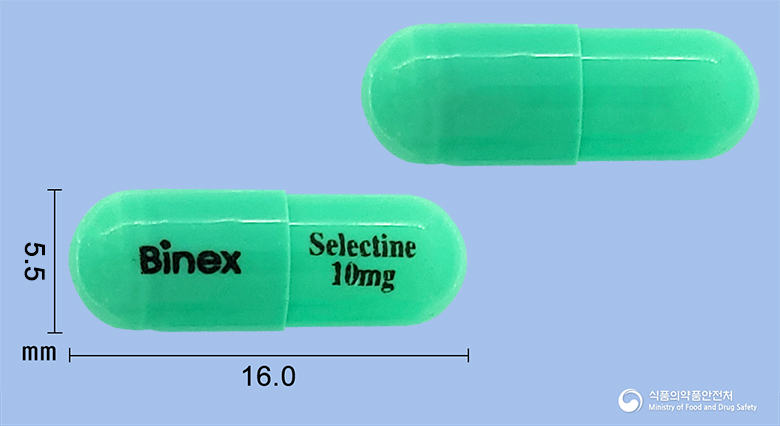 Binex
Selectine
10mg
5.5
mm
16.0
식품의약품안전처
Ministry of Food and Drug Safety